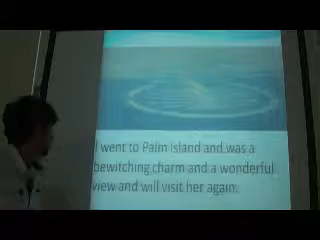 I went to Palm island and was a
bewitching charm and a wonderful
view and will visit her again.